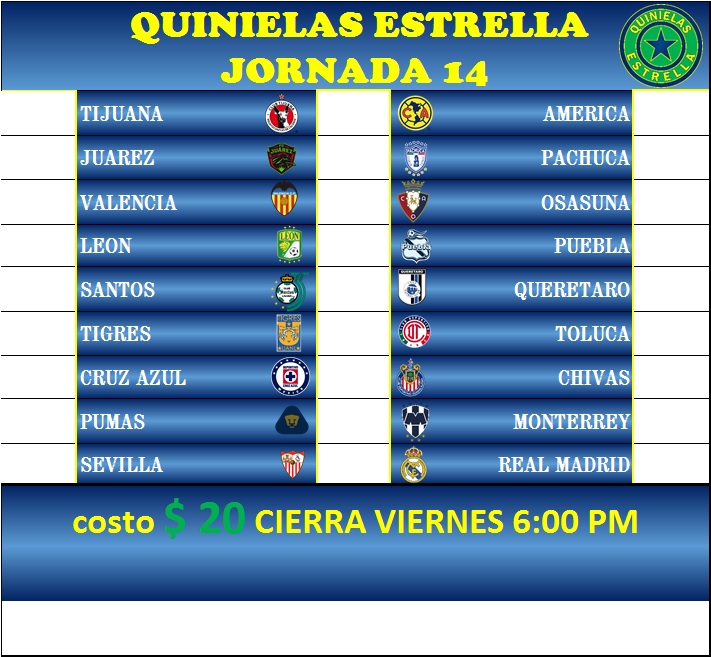 QUINIELAS ESTRELLA
JORNADA 14
QUINIELAS ESTRELLA
TIJUANA AMERICA
JUAREZ PACHUCA
VALENCIA OSASUNA
LEON PUEBLA
SANTOS QUERETARO
TIGRES TOLUCA
CRUZ AZUL CHIVAS
PUMAS MONTERREY
SEVILLA REAL MADRID
costo $ 20 CIERRA VIERNES 6:00 PM